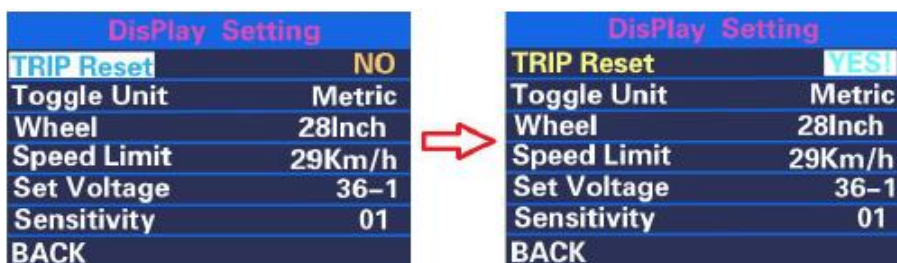 DisPlay Setting
TRIP Reset NO
Toggle Unit Metric
Wheel 28Inch
Speed Limit 29Km/h
Set Voltage 36-1
Sensitivity 01
BACK
DisPlay Setting
TRIP Reset YES!
Toggle Unit Metric
Wheel 28Inch
Speed Limit 29Km/h
Set Voltage 36-1
Sensitivity 01
BACK